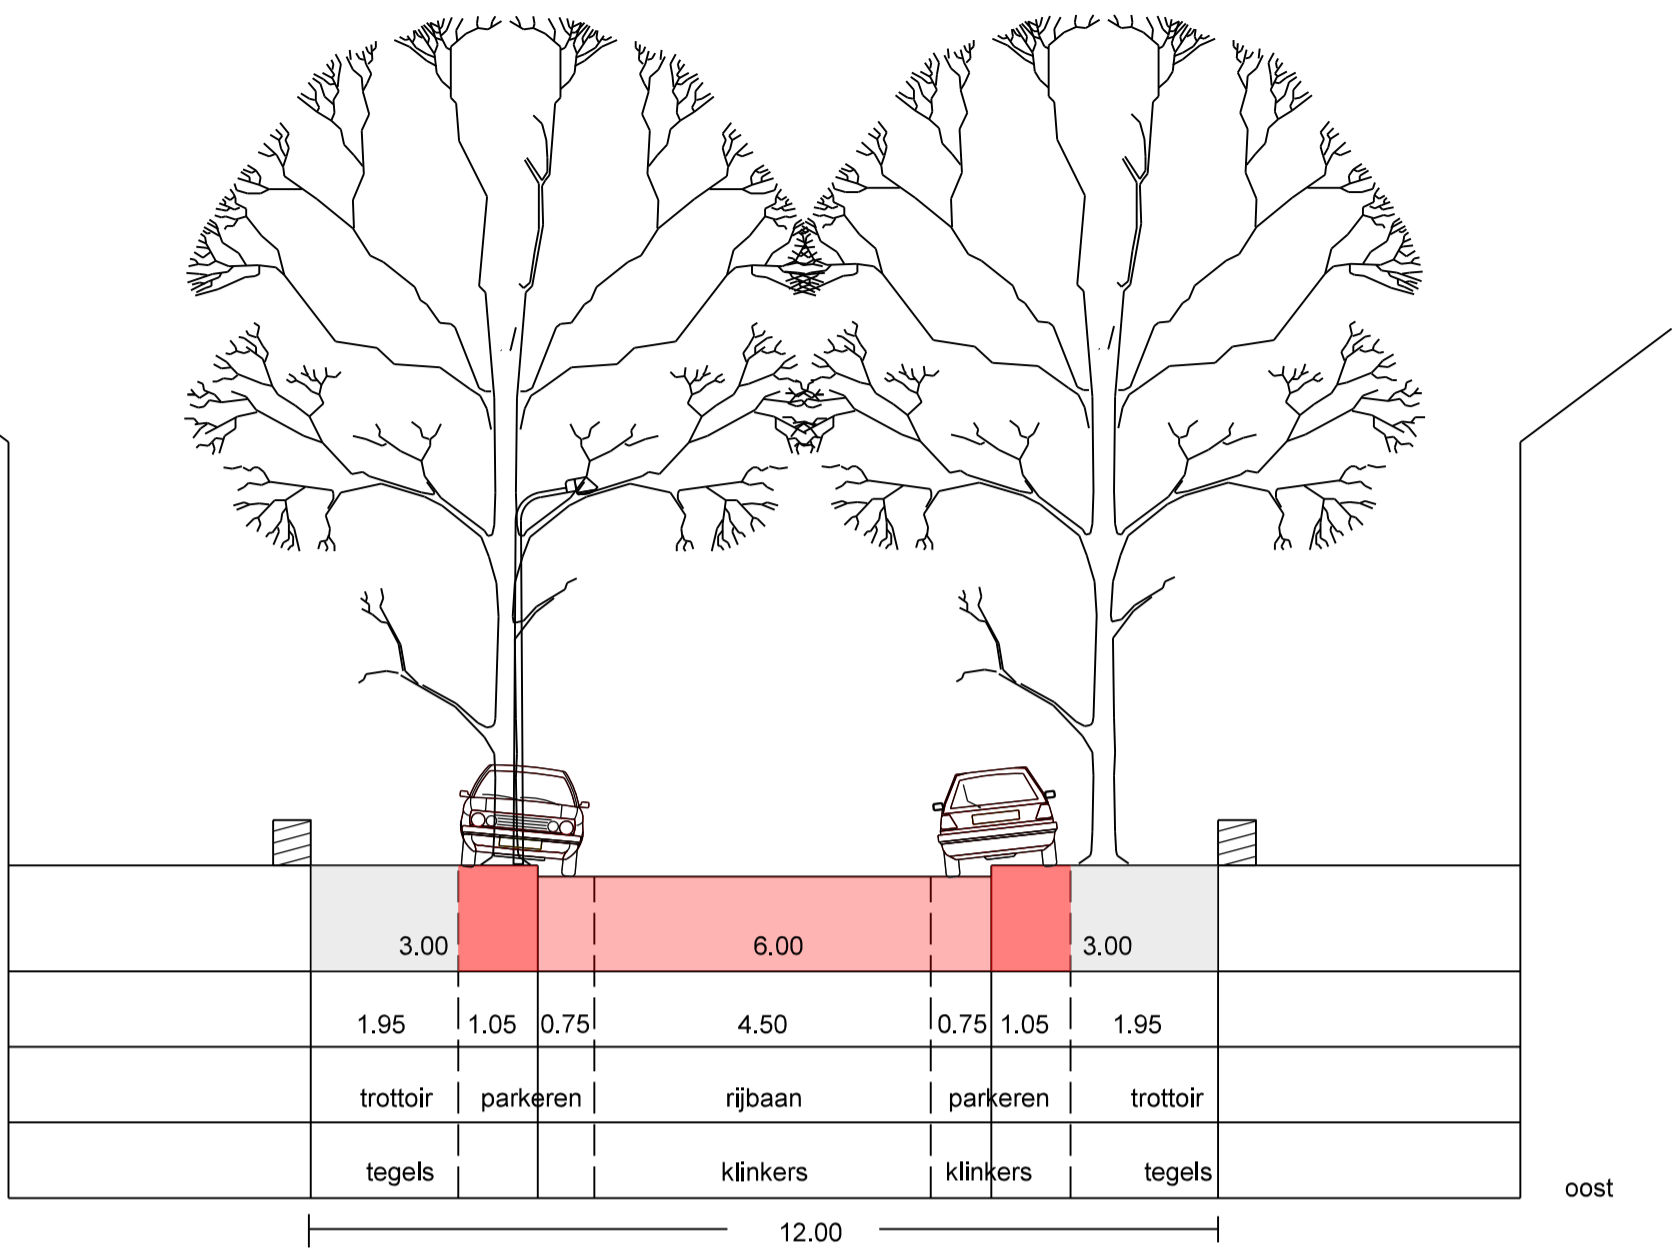 3.00 6.00 3.00
1.95 1.05 0.75 4.50 0.75 1.05 1.95
trottoir parkeren rijbaan parkeren trottoir
tegels klinkers klinkers tegels
oost
12.00